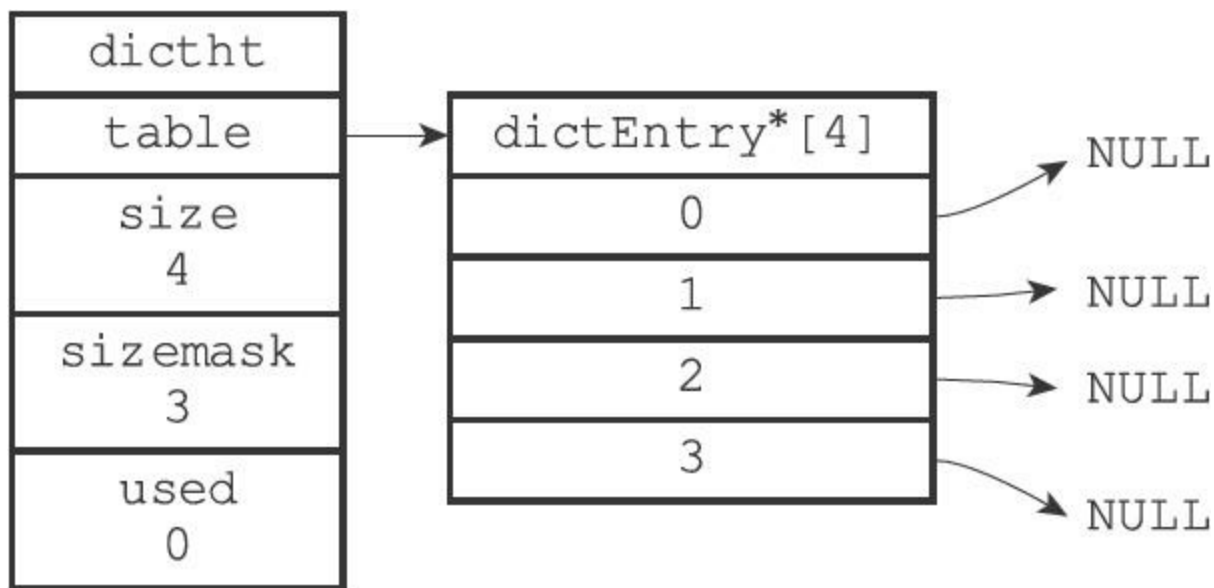 dictht
table
size
4
sizemask
3
used
0
dictEntry*[4]
0
1
2
3
NULL
NULL
NULL
NULL